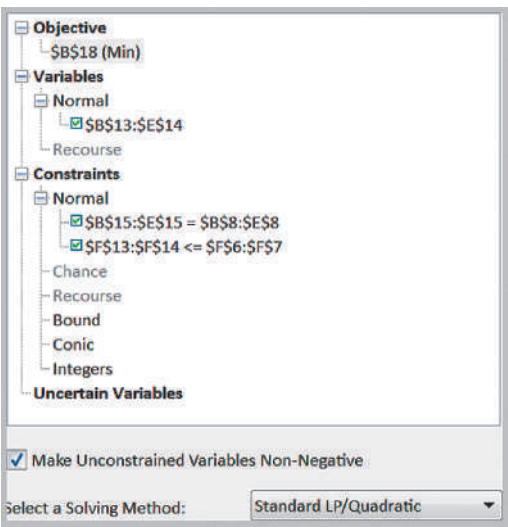 Objective
$B$18 (Min)
Variables
Normal
$B$13:$E$14
Recourse
Constraints
Normal
$B$15:$E$15 = $B$8:$E$8
$F$13:$F$14 <= $F$6:$F$7
Chance
Recourse
Bound
Conic
Integers
Uncertain Variables
Make Unconstrained Variables Non-Negative
Select a Solving Method: Standard LP/Quadratic